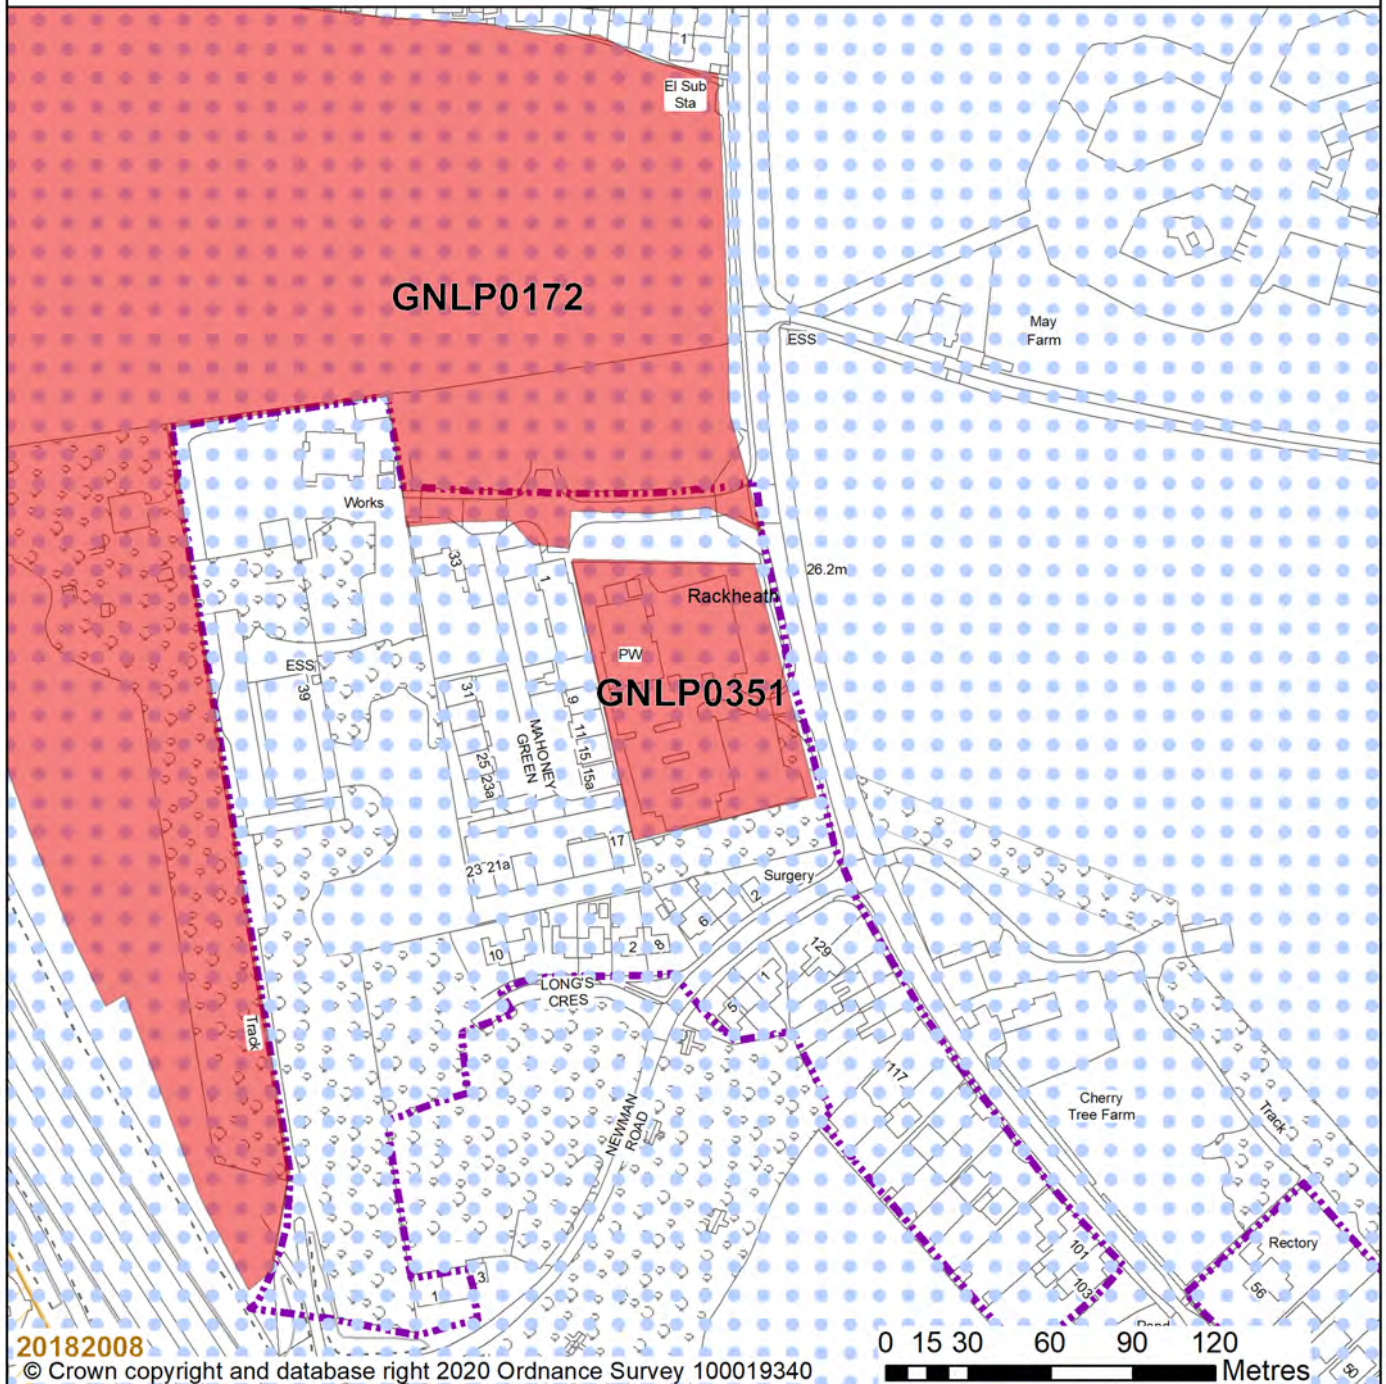 1
El Sub
Sta
GNLP0172
May
Farm
ESS
Works
33
1
26.2m
Rackheath
PW
ESS
39
31
GNLP0351
9
11
15
15a
MAHONEY
GREEN
25
23a
17
23
21a
Surgery
2
6
129
10
2
8
LONG'S
CRES
1
5
Track
117
NEWMAN
ROAD
Cherry
Tree Farm
Track
101
103
Rectory
56
3
1
50
20182008
© Crown copyright and database right 2020 Ordnance Survey 100019340
0 15 30 60 90 120
Metres